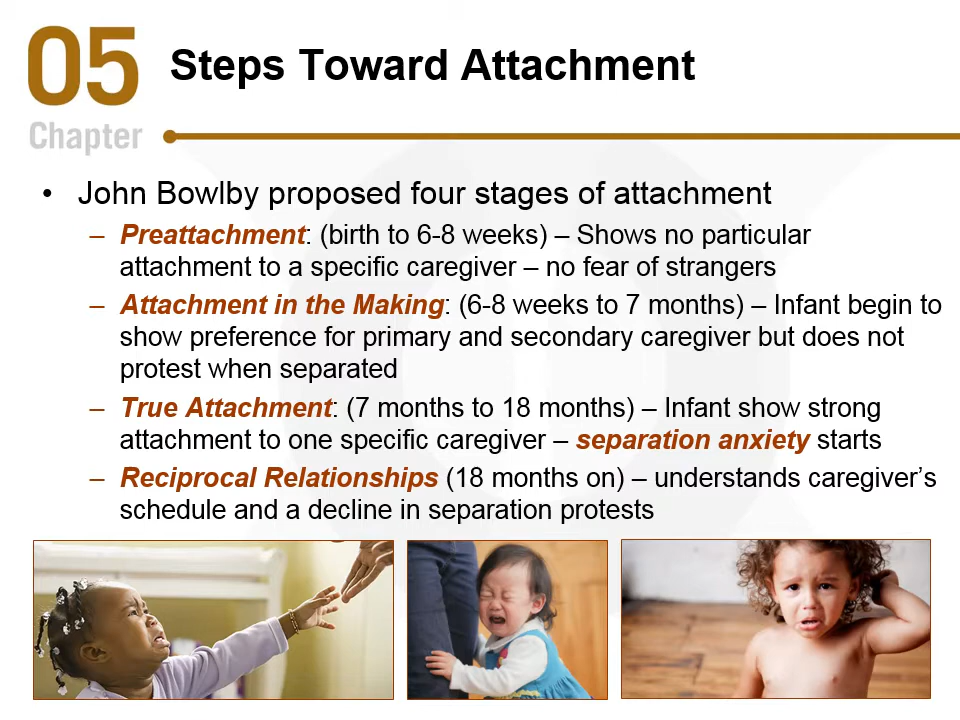 05
Chapter
Steps Toward Attachment
• John Bowlby proposed four stages of attachment
– Preattachment: (birth to 6-8 weeks) – Shows no particular
attachment to a specific caregiver – no fear of strangers
– Attachment in the Making: (6-8 weeks to 7 months) – Infant begin to
show preference for primary and secondary caregiver but does not
protest when separated
– True Attachment: (7 months to 18 months) – Infant show strong
attachment to one specific caregiver – separation anxiety starts
– Reciprocal Relationships (18 months on) – understands caregiver’s
schedule and a decline in separation protests